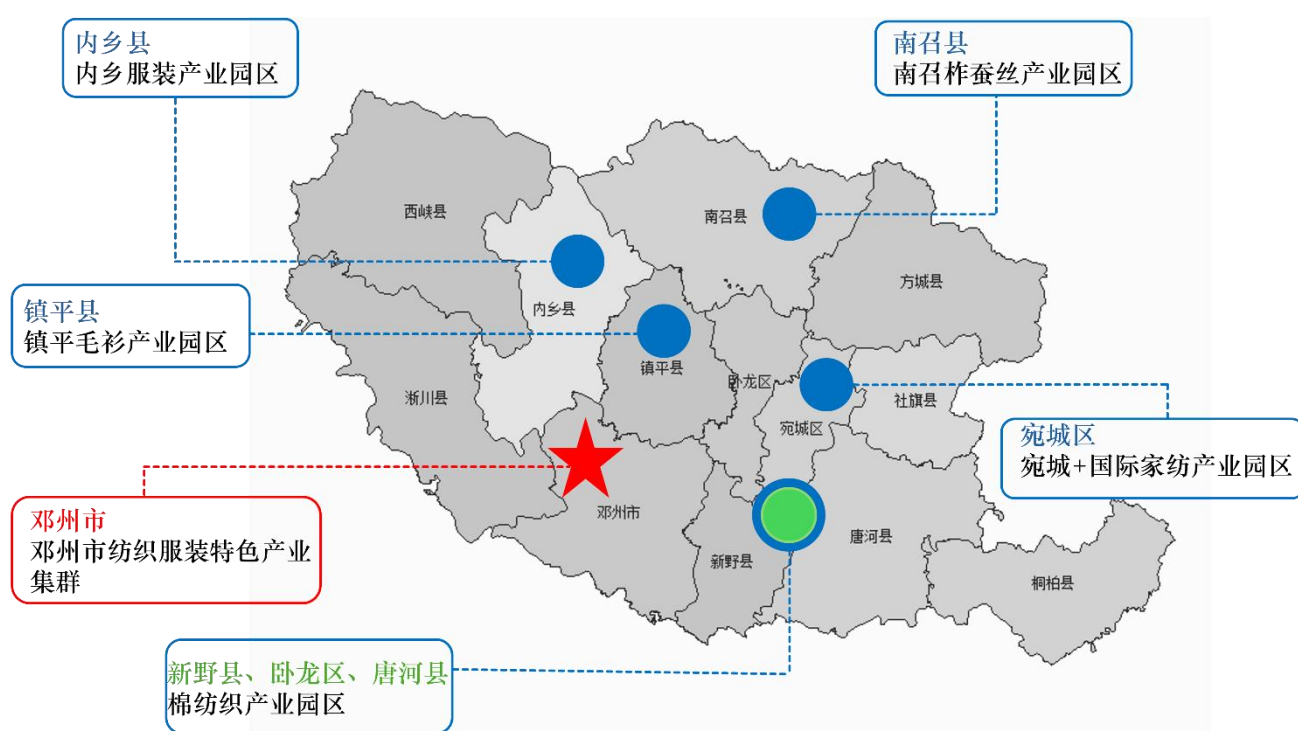 内乡县
内乡服装产业园区
南召县
南召柞蚕丝产业园区
西峡县
南召县
方城县
内乡县
镇平县
镇平毛衫产业园区
镇平县
卧龙区
淅川县
社旗县
宛城区
宛城区
宛城+国际家纺产业园区
邓州市
邓州市纺织服装特色产业
集群
邓州市
唐河县
新野县
桐柏县
新野县、卧龙区、唐河县
棉纺织产业园区